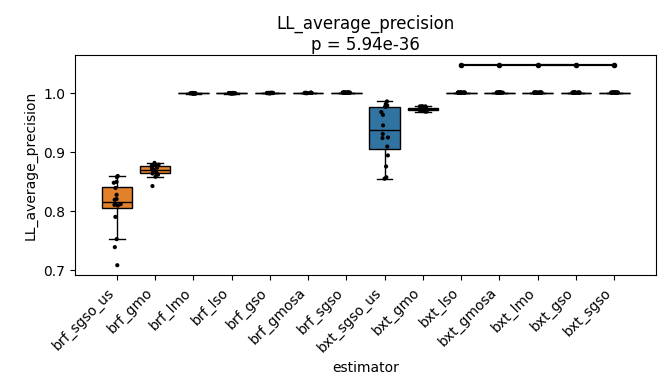 LL_average_precision
p = 5.94e-36
LL_average_precision
1.0
0.9
0.8
0.7
brf_sgso_us
brf_gmo
brf_lmo
brf_lso
brf_gso
brf_gmosa
brf_sgso
bxt_sgso_us
bxt_gmo
bxt_lso
bxt_gmosa
bxt_lmo
bxt_gso
bxt_sgso
estimator